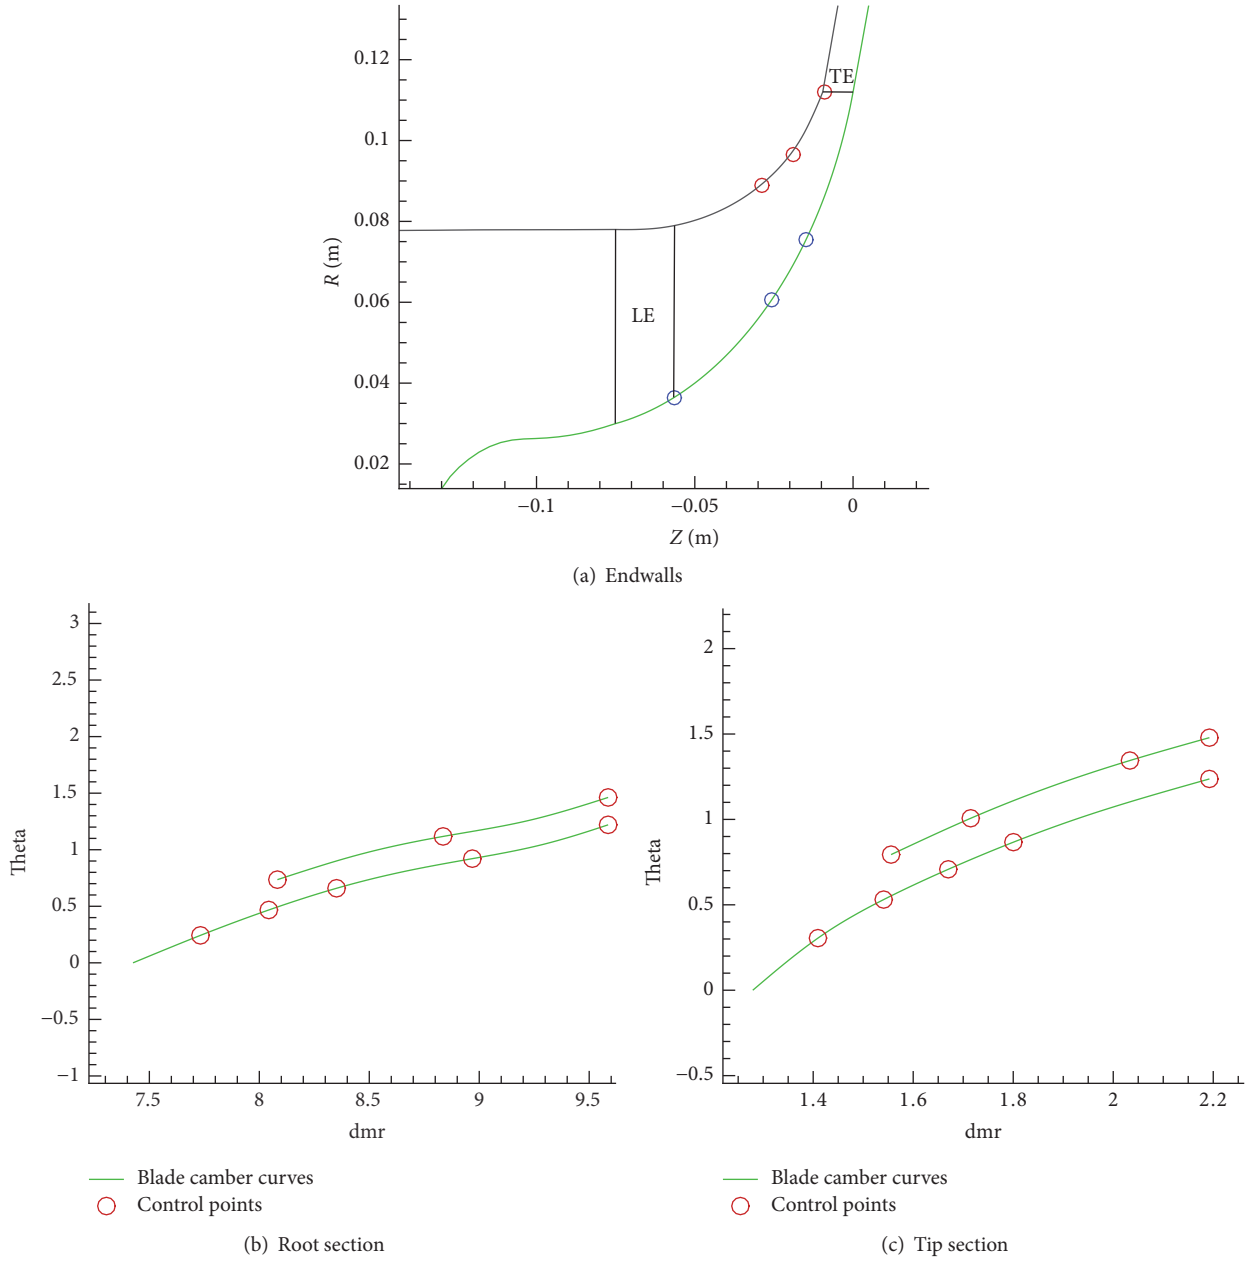 0.12
0.1
0.08
0.06
0.04
0.02
R (m)
TE
LE
−0.1
−0.05
0
Z (m)
(a) Endwalls
3
2.5
2
1.5
1
0.5
0
−0.5
−1
Theta
7.5
8
8.5
9
9.5
dmr
Blade camber curves
Control points
(b) Root section
2
1.5
1
0.5
0
−0.5
Theta
1.4
1.6
1.8
2
2.2
dmr
Blade camber curves
Control points
(c) Tip section